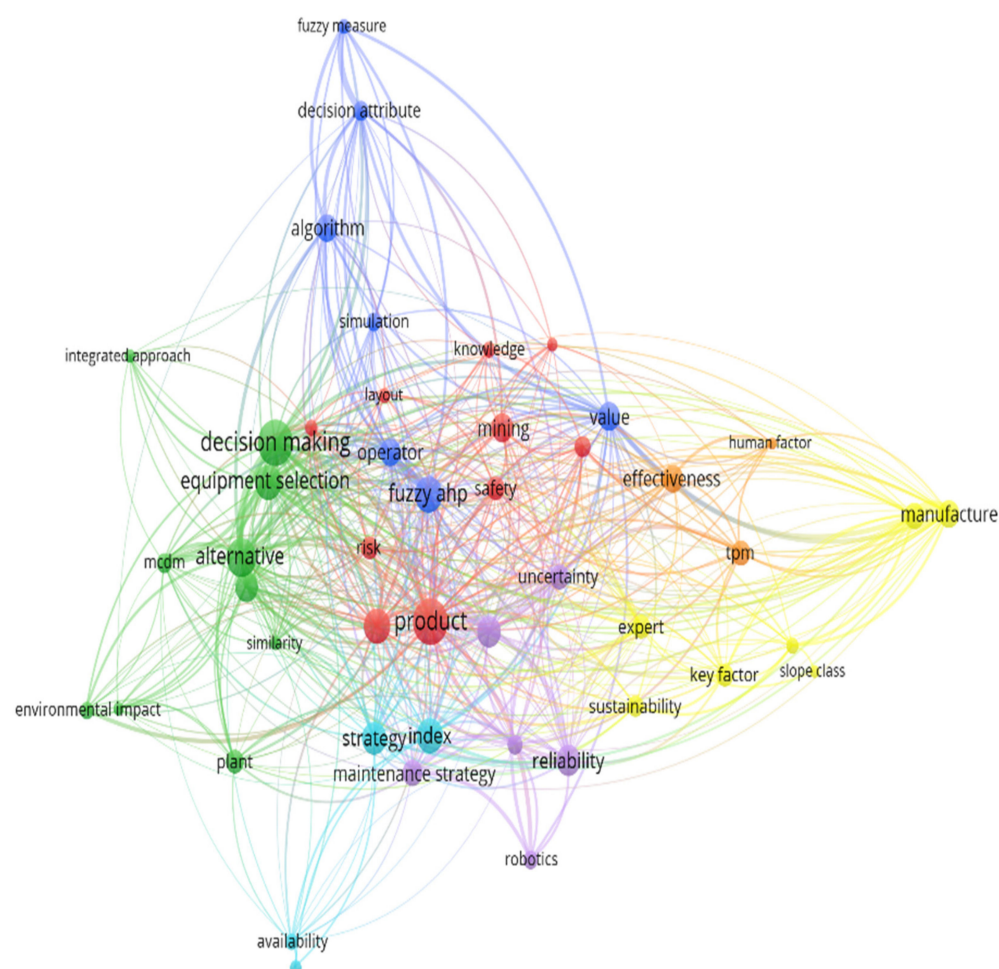 fuzzy measure
decision attribute
algorithm
simulation
knowledge
integrated approach
layout
value
mining
decision making
operator
human factor
equipment selection
effectiveness
fuzzy ahp
safety
manufacture
risk
tpm
alternative
mcdm
uncertainty
product
expert
similarity
key factor
slope class
environmental impact
sustainability
strategy
index
plant
reliability
maintenance strategy
robotics
availability